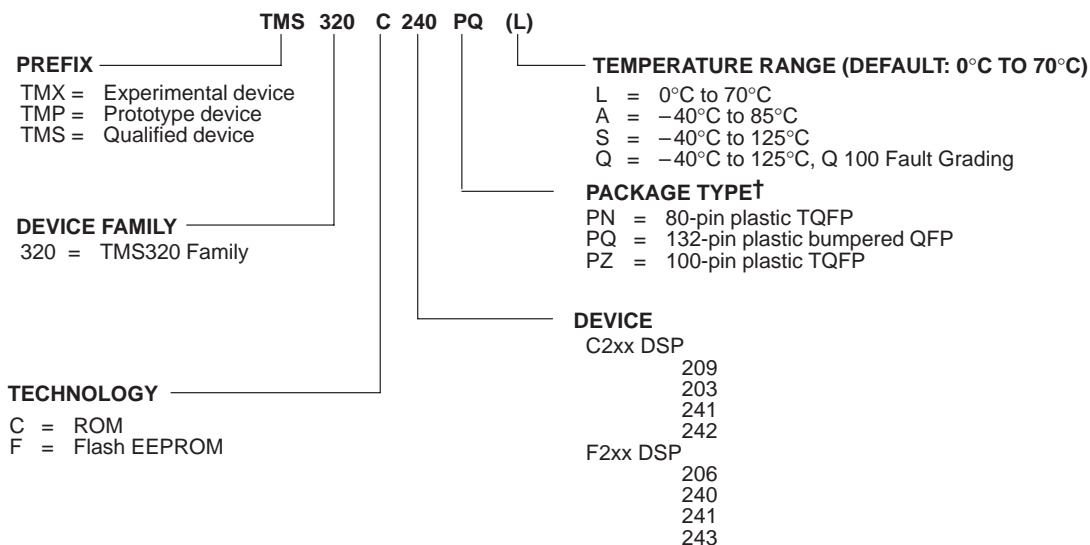 TMS 320 C 240 PQ (L)
PREFIX
TMX = Experimental device
TMP = Prototype device
TMS = Qualified device
DEVICE FAMILY
320 = TMS320 Family
TECHNOLOGY
C = ROM
F = Flash EEPROM
TEMPERATURE RANGE (DEFAULT: 0°C TO 70°C)
L = 0°C to 70°C
A = –40°C to 85°C
S = –40°C to 125°C
Q = –40°C to 125°C, Q 100 Fault Grading
PACKAGE TYPE†
PN = 80-pin plastic TQFP
PQ = 132-pin plastic bumpered QFP
PZ = 100-pin plastic TQFP
DEVICE
C2xx DSP
209
203
241
242
F2xx DSP
206
240
241
243